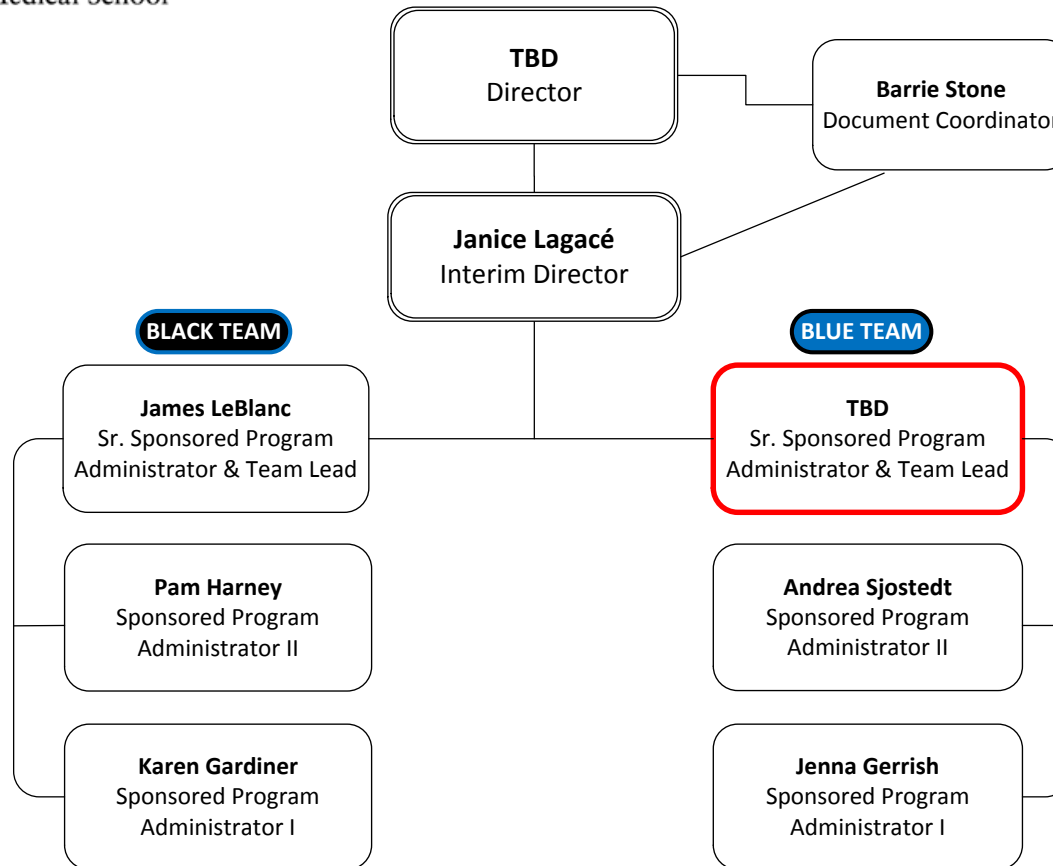 Medical School
TBD
Director
Barrie Stone
Document Coordinator
Janice Lagacé
Interim Director
BLACK TEAM
BLUE TEAM
James LeBlanc
Sr. Sponsored Program
Administrator & Team Lead
TBD
Sr. Sponsored Program
Administrator & Team Lead
Pam Harney
Sponsored Program
Administrator II
Andrea Sjostedt
Sponsored Program
Administrator II
Karen Gardiner
Sponsored Program
Administrator I
Jenna Gerrish
Sponsored Program
Administrator I